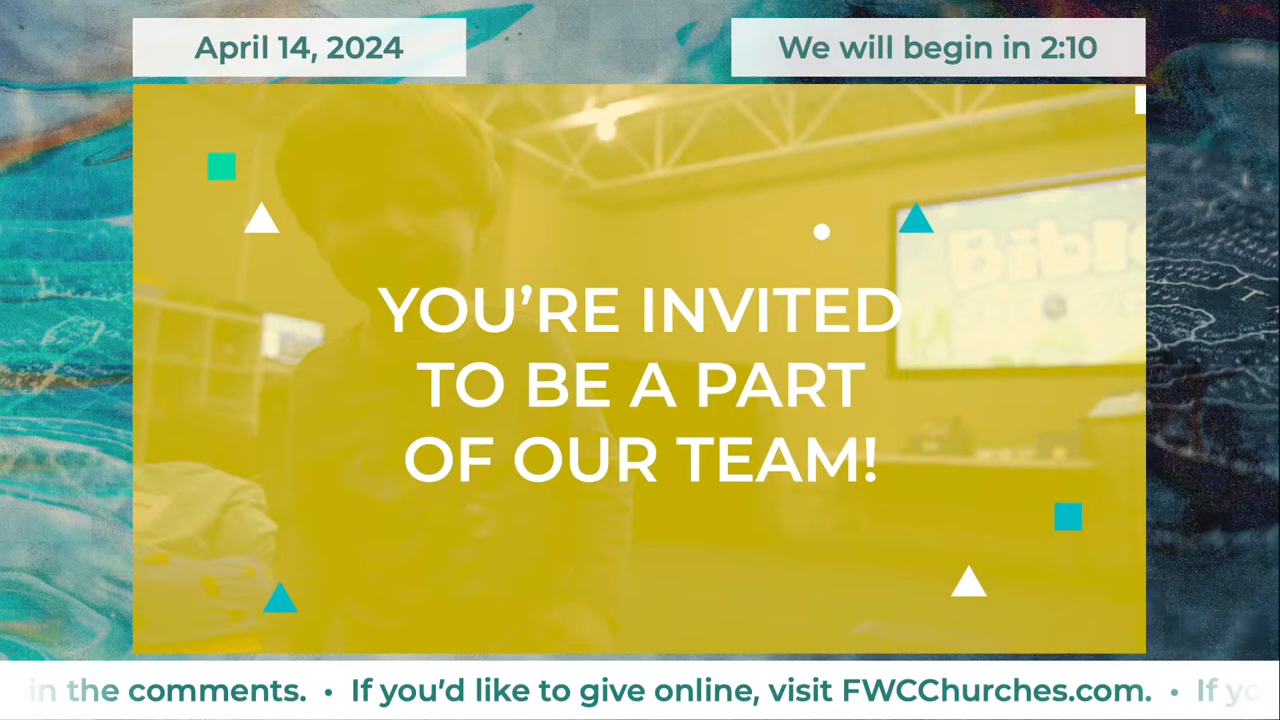 April 14, 2024
We will begin in 2:10
YOU'RE INVITED
TO BE A PART
OF OUR TEAM!
in the comments. • If you'd like to give online, visit FWCChurches.com. • If